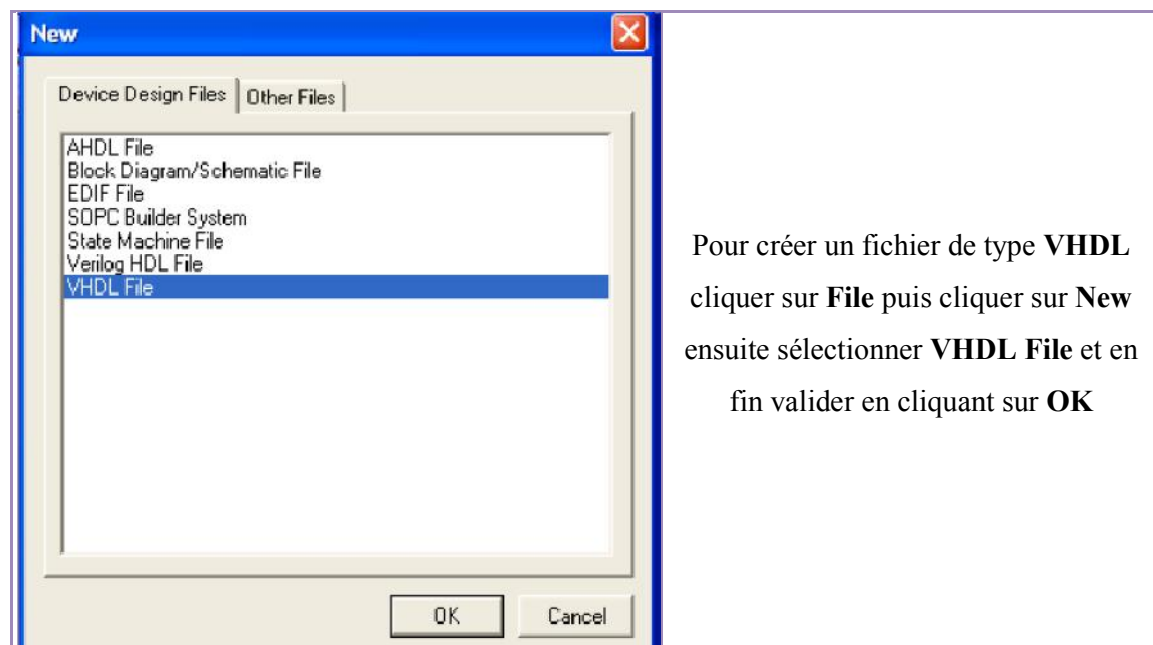 New
Device Design Files
Other Files
AHDL File
Block Diagram/Schematic File
EDIF File
SOPC Builder System
State Machine File
Verilog HDL File
VHDL File
OK
Cancel
Pour créer un fichier de type VHDL
cliquer sur File puis cliquer sur New
ensuite sélectionner VHDL File et en
fin valider en cliquant sur OK